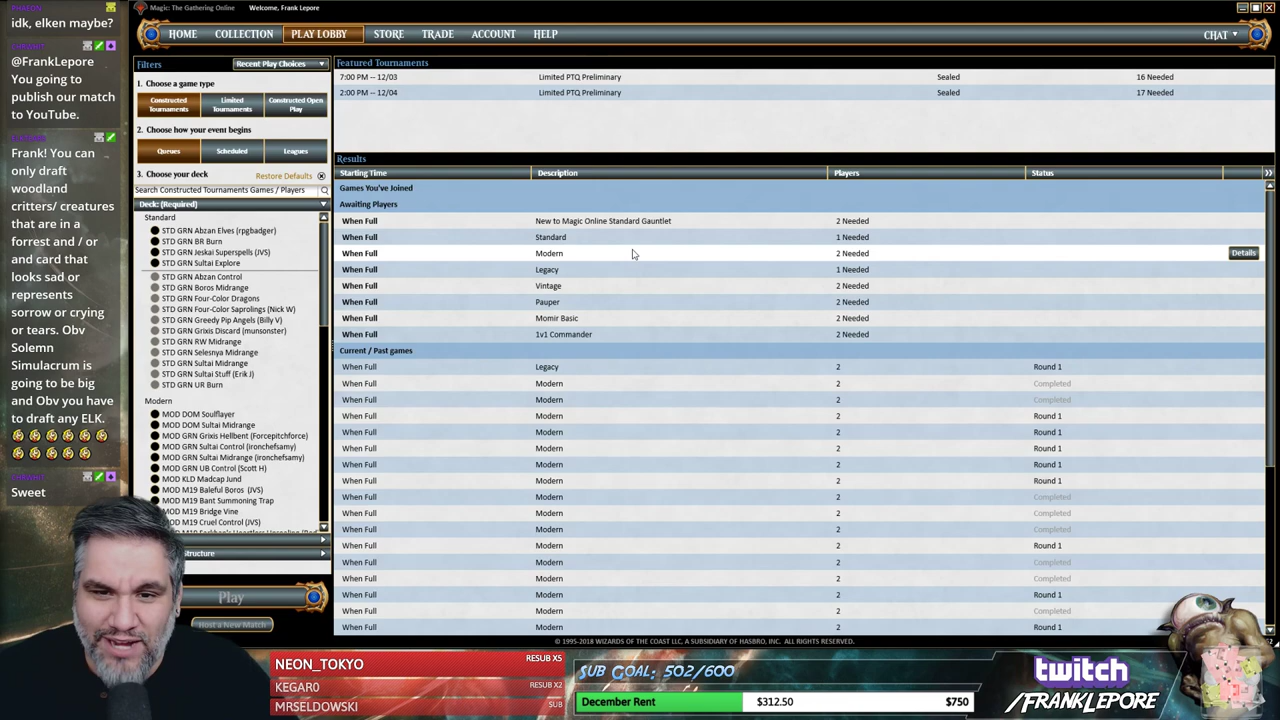 PHAEON
idk, elken maybe?
@FrankLepore
You going to
publish our match
to YouTube.
Frank! You can
only draft
woodland
critters/ creatures
that are in a
forrest and / or
and card that
looks sad or
represents
sorrow or crying
or tears. Obv
Solemn
Simulacrum is
going to be big
and Obv you have
to draft any ELK.
Sweet
Magic: The Gathering Online
Welcome, Frank Lepore
HOME
COLLECTION
PLAY LOBBY
STORE
TRADE
ACCOUNT
HELP
CHAT
Filters
Recent Play Choices
1. Choose a game type
Constructed Tournaments
Limited Tournaments
Constructed Open Play
2. Choose how your event begins
Queues
Scheduled
Leagues
3. Choose your deck
Restore Defaults
Search Constructed Tournaments Games / Players
Deck: (Required)
Standard
STD GRN Abzan Elves (rpgbadger)
STD GRN BR Burn
STD GRN Jeskai Superspells (JVS)
STD GRN Sultai Explore
STD GRN Abzan Control
STD GRN Boros Midrange
STD GRN Four-Color Dragons
STD GRN Four-Color Saprolings (Nick W)
STD GRN Greedy Pip Angels (Billy V)
STD GRN Grixis Discard (munsonster)
STD GRN RW Midrange
STD GRN Selesnya Midrange
STD GRN Sultai Midrange
STD GRN Sultai Stuff (Erik J)
STD GRN UR Burn
Modern
MOD DOM Soulflayer
MOD DOM Sultai Midrange
MOD GRN Grixis Hellbent (Forcepitchforce)
MOD GRN Sultai Control (ironchefsamy)
MOD GRN Sultai Midrange (ironchefsamy)
MOD GRN UB Control (Scott H)
MOD KLD Madcap Jund
MOD M19 Baleful Boros (JVS)
MOD M19 Bant Summoning Trap
MOD M19 Bridge Vine
MOD M19 Cruel Control (JVS)
Structure
Play
Host a New Match
Featured Tournaments
7:00 PM -- 12/03 Limited PTQ Preliminary Sealed 16 Needed
2:00 PM -- 12/04 Limited PTQ Preliminary Sealed 17 Needed
Results
Starting Time Description Players Status
Games You've Joined
Awaiting Players
When Full New to Magic Online Standard Gauntlet 2 Needed
When Full Standard 1 Needed
When Full Modern 2 Needed Details
When Full Legacy 1 Needed
When Full Vintage 2 Needed
When Full Pauper 2 Needed
When Full Momir Basic 2 Needed
When Full 1v1 Commander 2 Needed
Current / Past games
When Full Legacy 2 Round 1
When Full Modern 2 Completed
When Full Modern 2 Completed
When Full Modern 2 Round 1
When Full Modern 2 Round 1
When Full Modern 2 Round 1
When Full Modern 2 Round 1
When Full Modern 2 Round 1
When Full Modern 2 Completed
When Full Modern 2 Completed
When Full Modern 2 Completed
When Full Modern 2 Round 1
When Full Modern 2 Completed
When Full Modern 2 Completed
When Full Modern 2 Round 1
When Full Modern 2 Completed
When Full Modern 2 Round 1
© 1995-2018 WIZARDS OF THE COAST LLC, A SUBSIDIARY OF HASBRO, INC. ALL RIGHTS RESERVED.
NEON_TOKYO RESUB X5
KEGAR0 RESUB X2
MRSELDOWSKI SUB
SUB GOAL: 502/600
December Rent $312.50 $750
twitch
/FRANKLEPORE